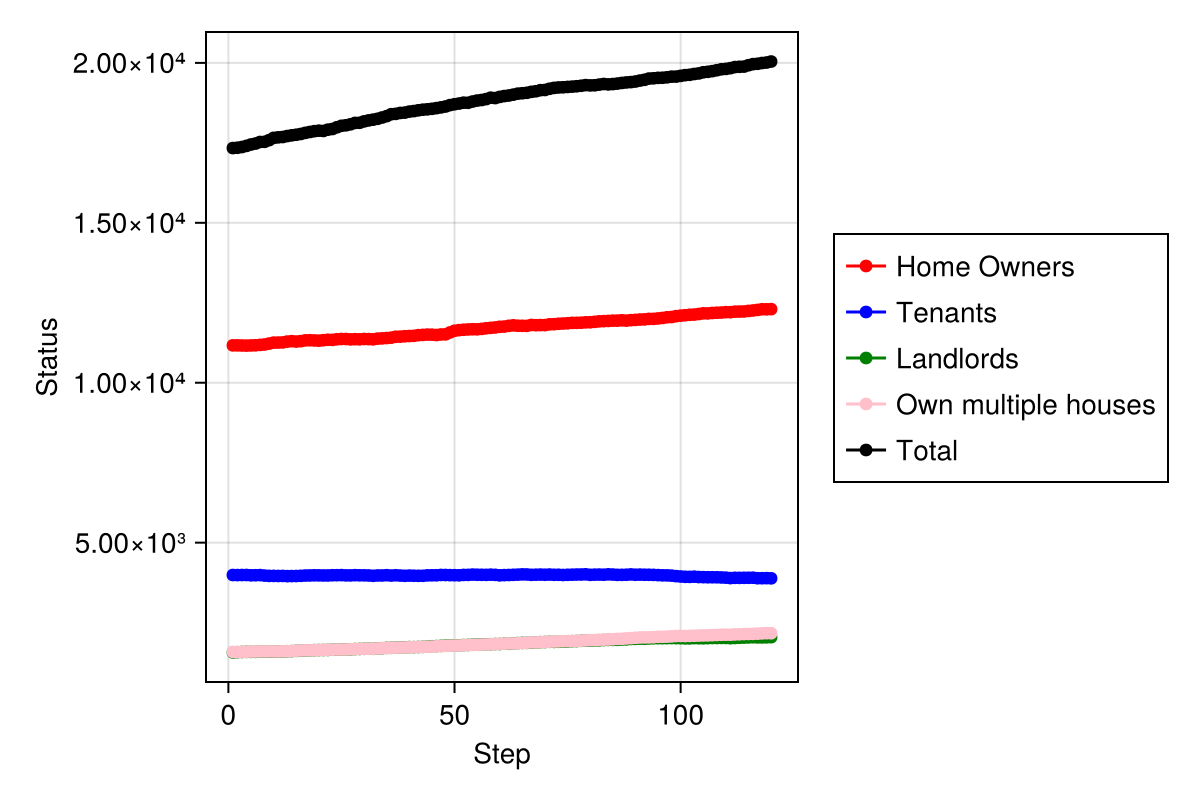 2.00×10⁴
1.50×10⁴
1.00×10⁴
5.00×10³
Status
0
50
100
Step
Home Owners
Tenants
Landlords
Own multiple houses
Total